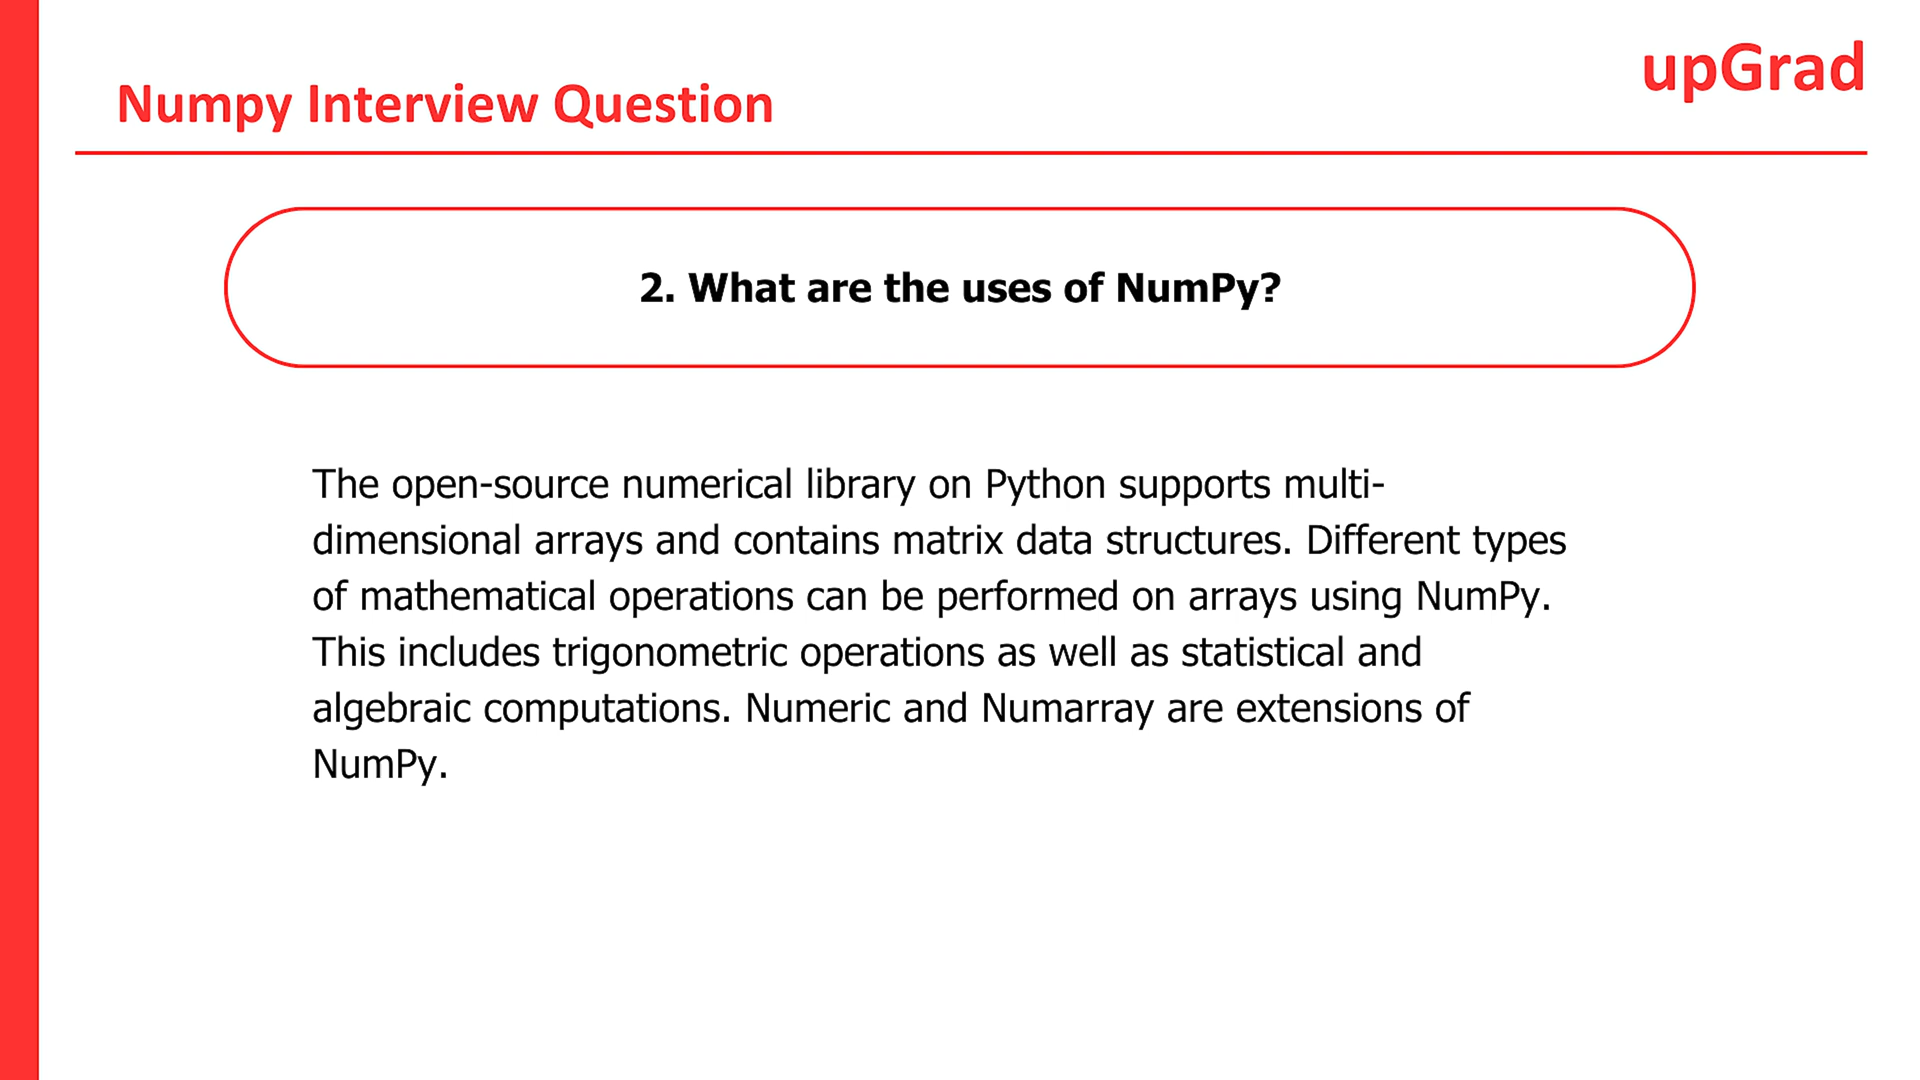 upGrad
Numpy Interview Question
2. What are the uses of NumPy?
The open-source numerical library on Python supports multi-
dimensional arrays and contains matrix data structures. Different types
of mathematical operations can be performed on arrays using NumPy.
This includes trigonometric operations as well as statistical and
algebraic computations. Numeric and Numarray are extensions of
NumPy.